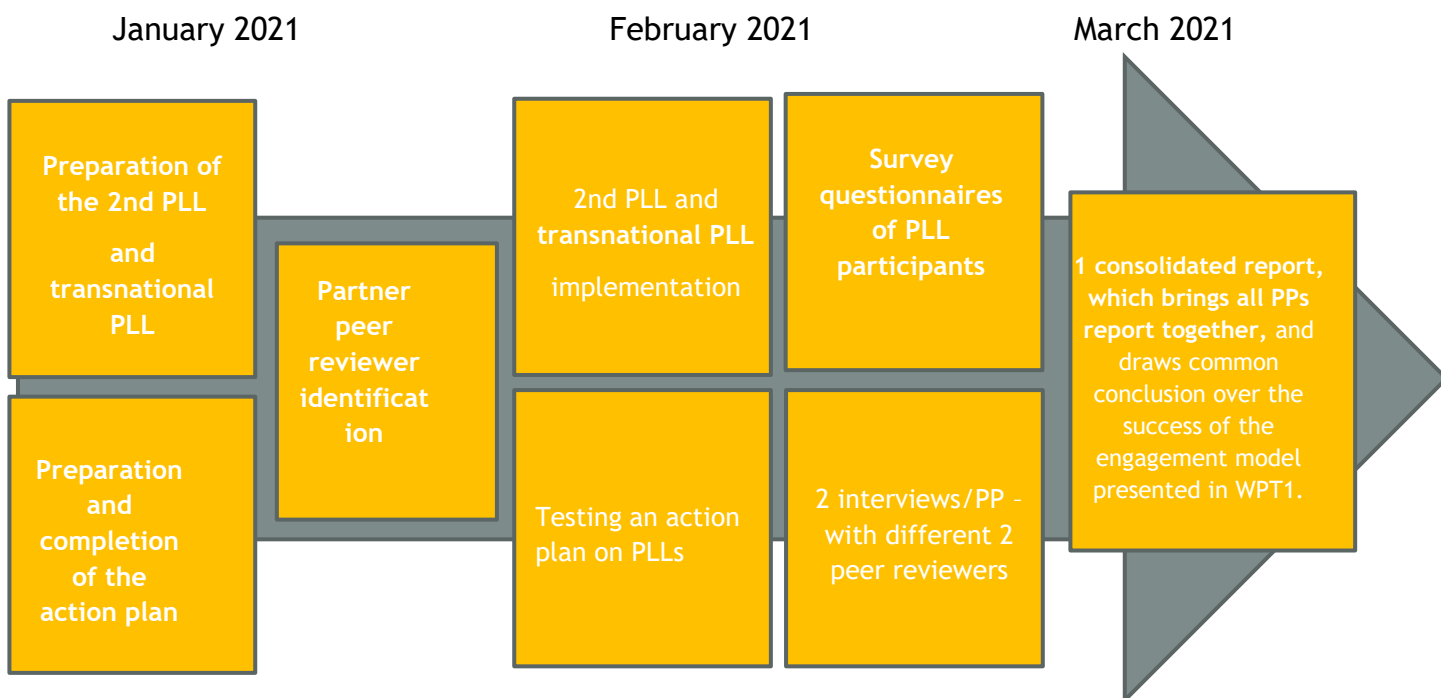 January 2021
February 2021
March 2021
Preparation of
the 2nd PLL
and
transnational
PLL
Preparation
and
completion
of the
action plan
Partner
peer
reviewer
identificat
ion
2nd PLL and
transnational PLL
implementation
Testing an action
plan on PLLs
Survey
questionnaires
of PLL
participants
2 interviews/PP -
with different 2
peer reviewers
1 consolidated report,
which brings all PPs
report together, and
draws common
conclusion over the
success of the
engagement model
presented in WPT1.